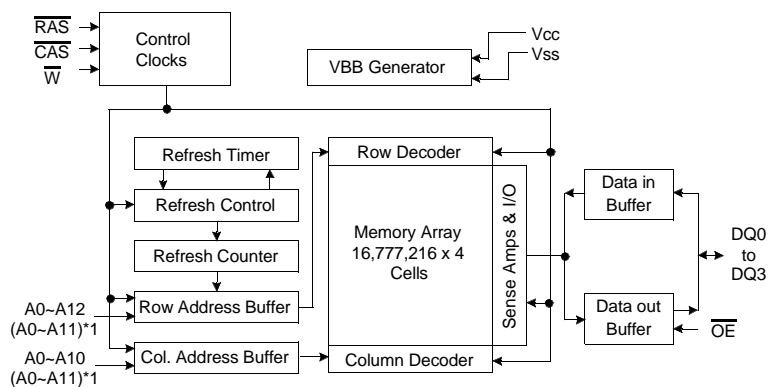 RAS
CAS
W
Control
Clocks
VBB Generator
Vcc
Vss
Refresh Timer
Refresh Control
Refresh Counter
Row Address Buffer
Col. Address Buffer
A0~A12
(A0~A11)*1
A0~A10
(A0~A11)*1
Row Decoder
Memory Array
16,777,216 x 4
Cells
Column Decoder
Sense Amps & I/O
Data in
Buffer
Data out
Buffer
DQ0
to
DQ3
OE